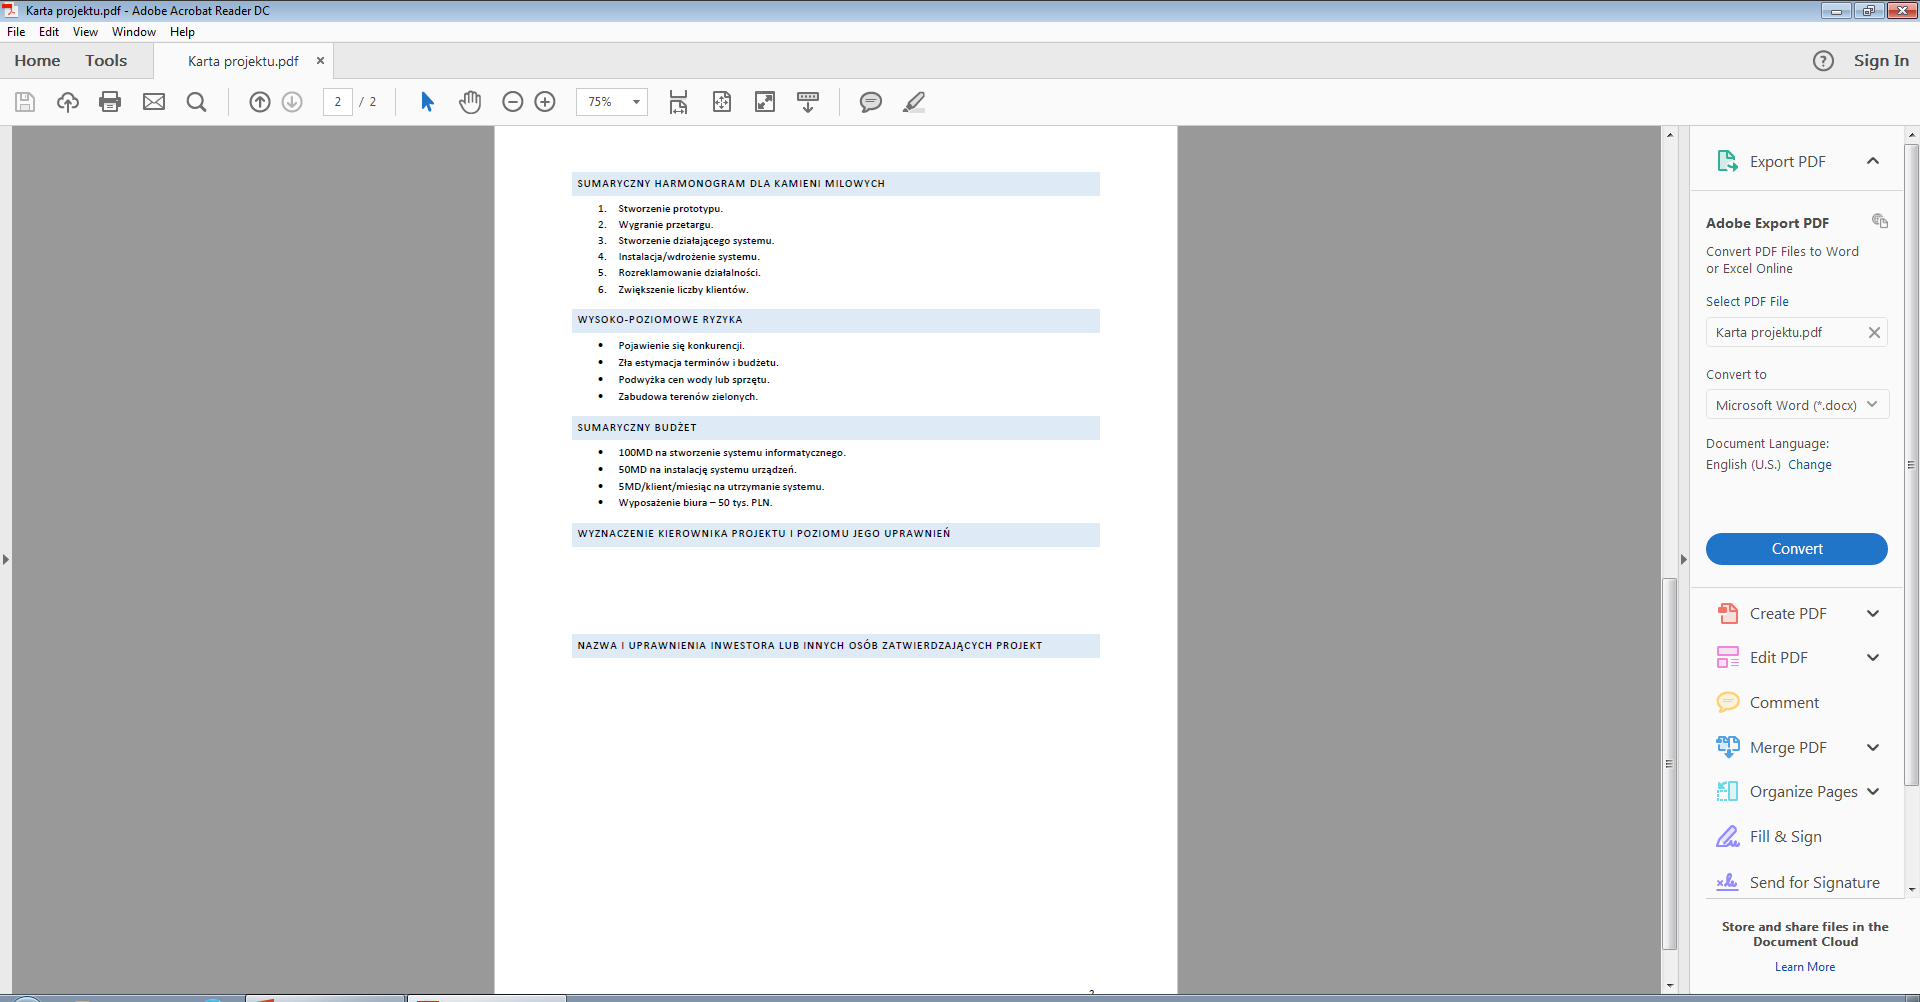 Karta projektu.pdf - Adobe Acrobat Reader DC
File Edit View Window Help
Home Tools Karta projektu.pdf × ? Sign In
2 / 2 75%
SUMARYCZNY HARMONOGRAM DLA KAMIENI MILOWYCH
1. Stworzenie prototypu.
2. Wygranie przetargu.
3. Stworzenie działającego systemu.
4. Instalacja/wdrożenie systemu.
5. Rozreklamowanie działalności.
6. Zwiększenie liczby klientów.
WYSOKO-POZIOMOWE RYZYKA
• Pojawienie się konkurencji.
• Zła estymacja terminów i budżetu.
• Podwyżka cen wody lub sprzętu.
• Zabudowa terenów zielonych.
SUMARYCZNY BUDŻET
• 100MD na stworzenie systemu informatycznego.
• 50MD na instalację systemu urządzeń.
• 5MD/klient/miesiąc na utrzymanie systemu.
• Wyposażenie biura – 50 tys. PLN.
WYZNACZENIE KIEROWNIKA PROJEKTU I POZIOMU JEGO UPRAWNIEŃ
NAZWA I UPRAWNIENIA INWESTORA LUB INNYCH OSÓB ZATWIERDZAJĄCYCH PROJEKT
Export PDF
Adobe Export PDF
Convert PDF Files to Word
or Excel Online
Select PDF File
Karta projektu.pdf
Convert to
Microsoft Word (*.docx)
Document Language:
English (U.S.) Change
Convert
Create PDF
Edit PDF
Comment
Merge PDF
Organize Pages
Fill & Sign
Send for Signature
Store and share files in the
Document Cloud
Learn More